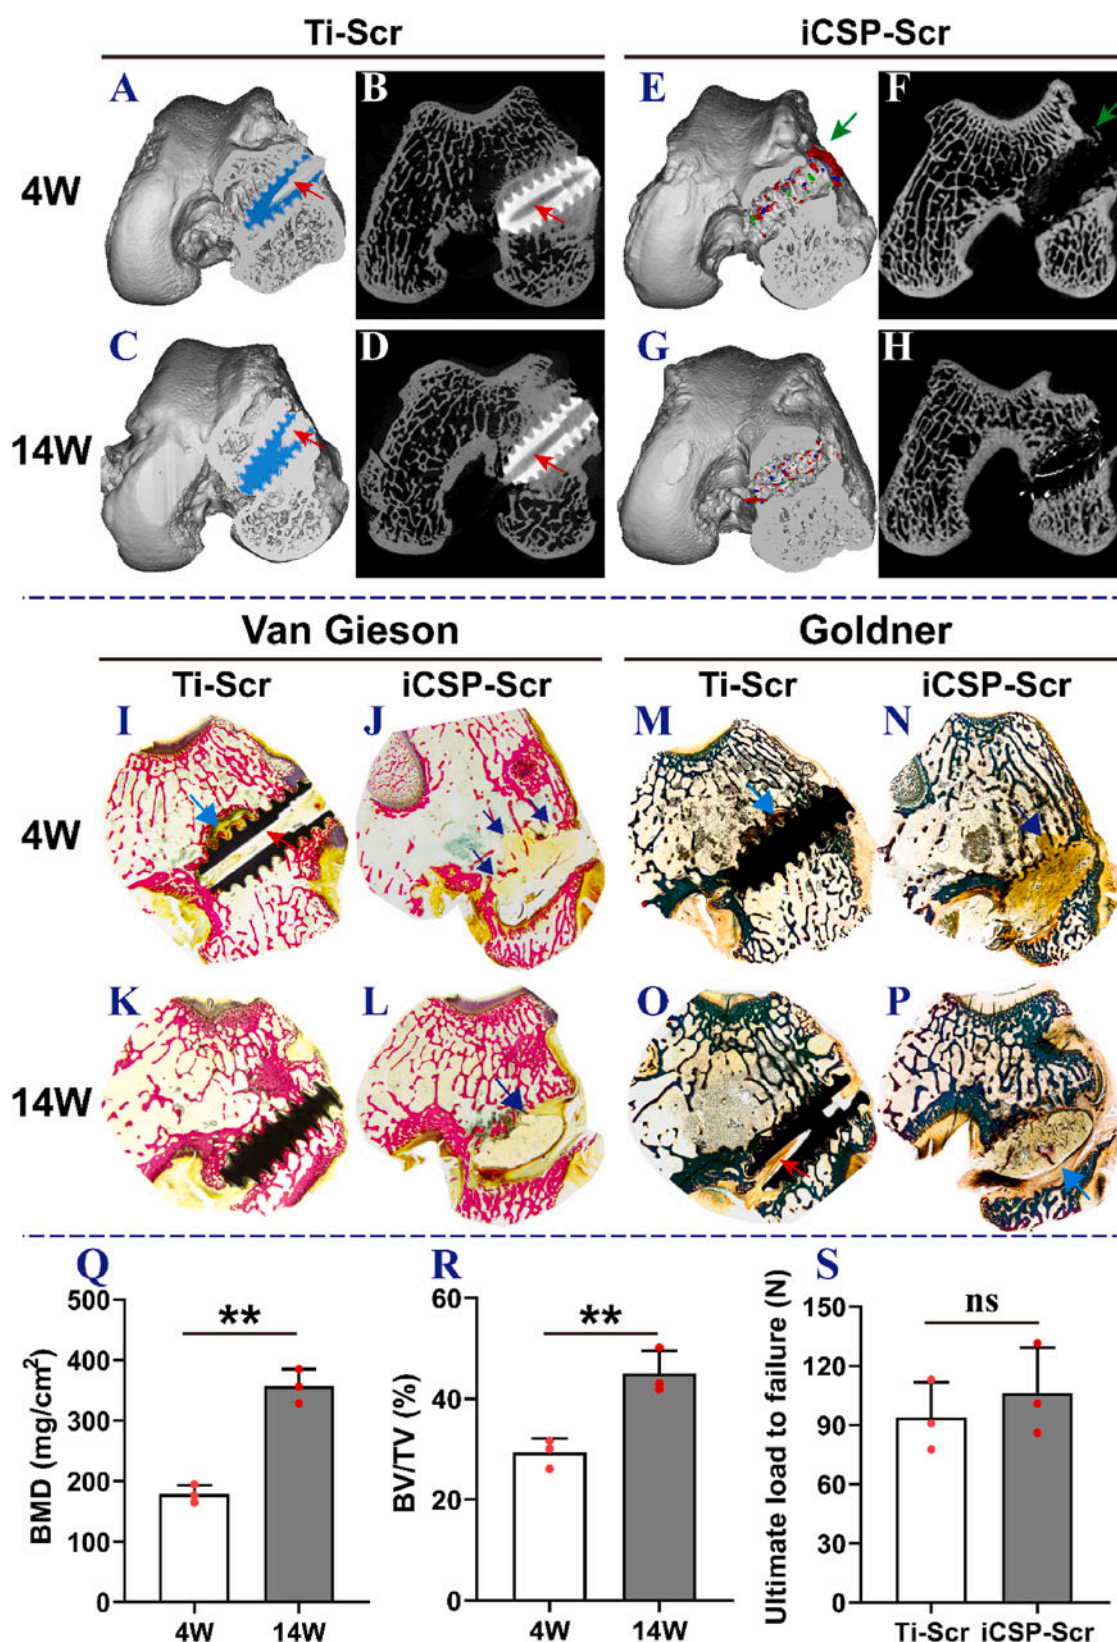 Ti-Scr iCSP-Scr
A B E F
4W
C D G H
14W
Van Gieson Goldner
Ti-Scr iCSP-Scr Ti-Scr iCSP-Scr
I J M N
4W
K L O P
14W
Q R S
BMD (mg/cm²)
500
400
300
200
100
0
**
4W 14W
BV/TV (%)
60
40
20
0
**
4W 14W
Ultimate load to failure (N)
150
120
90
60
30
0
ns
Ti-Scr iCSP-Scr